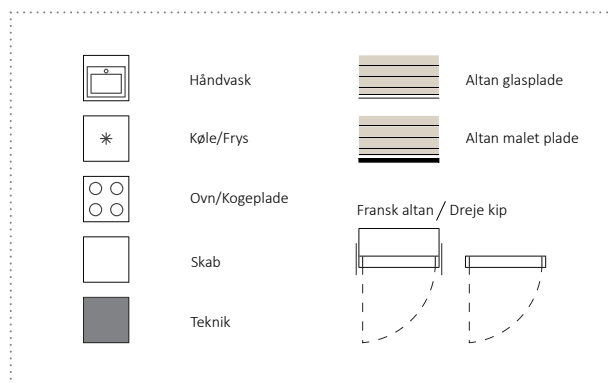 Håndvask
Køle/Frys
Ovn/Kogeplade
Skab
Teknik
Altan glasplade
Altan malet plade
Fransk altan / Dreje kip